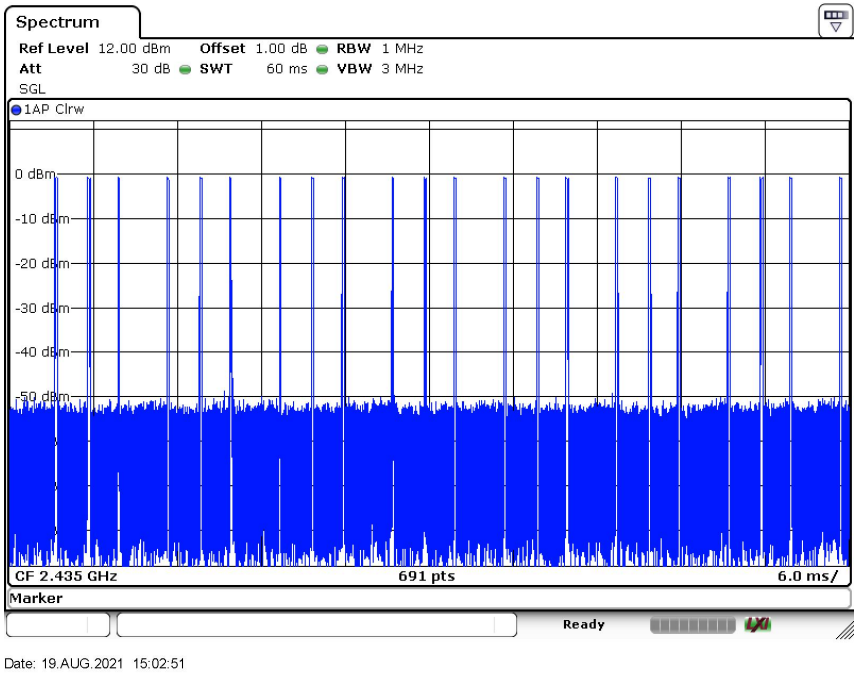 Spectrum
Ref Level 12.00 dBm Offset 1.00 dB RBW 1 MHz
Att 30 dB SWT 60 ms VBW 3 MHz
SGL
1AP Clrw
0 dBm
-10 dBm
-20 dBm
-30 dBm
-40 dBm
-50 dBm
CF 2.435 GHz 691 pts 6.0 ms/
Marker
Ready LXI
Date: 19.AUG.2021 15:02:51